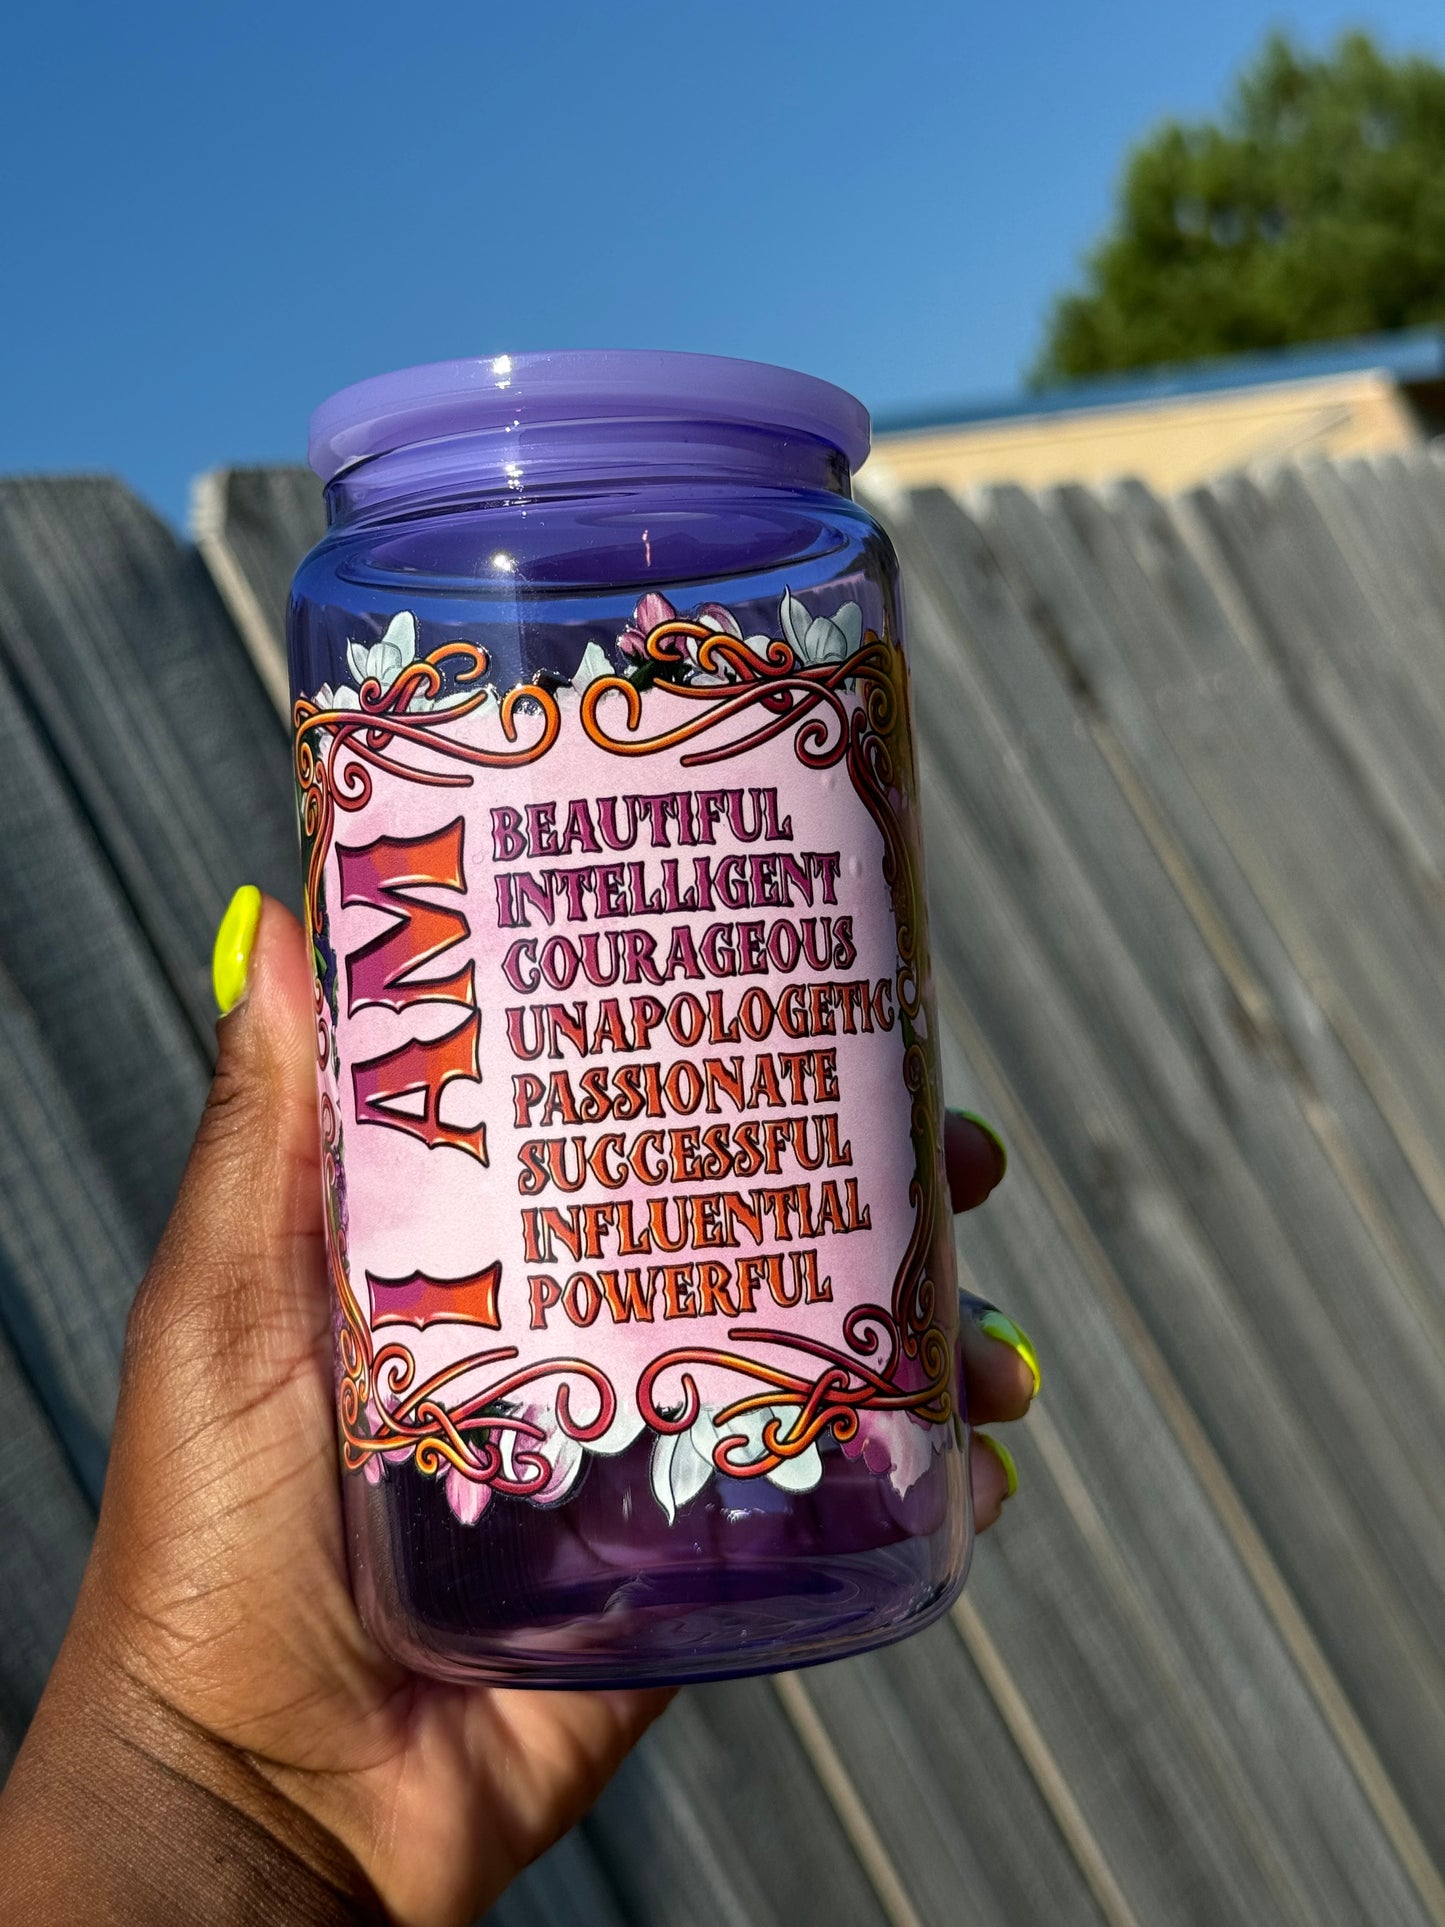 I AM
BEAUTIFUL
INTELLIGENT
COURAGEOUS
UNAPOLOGETIC
PASSIONATE
SUCCESSFUL
INFLUENTIAL
POWERFUL